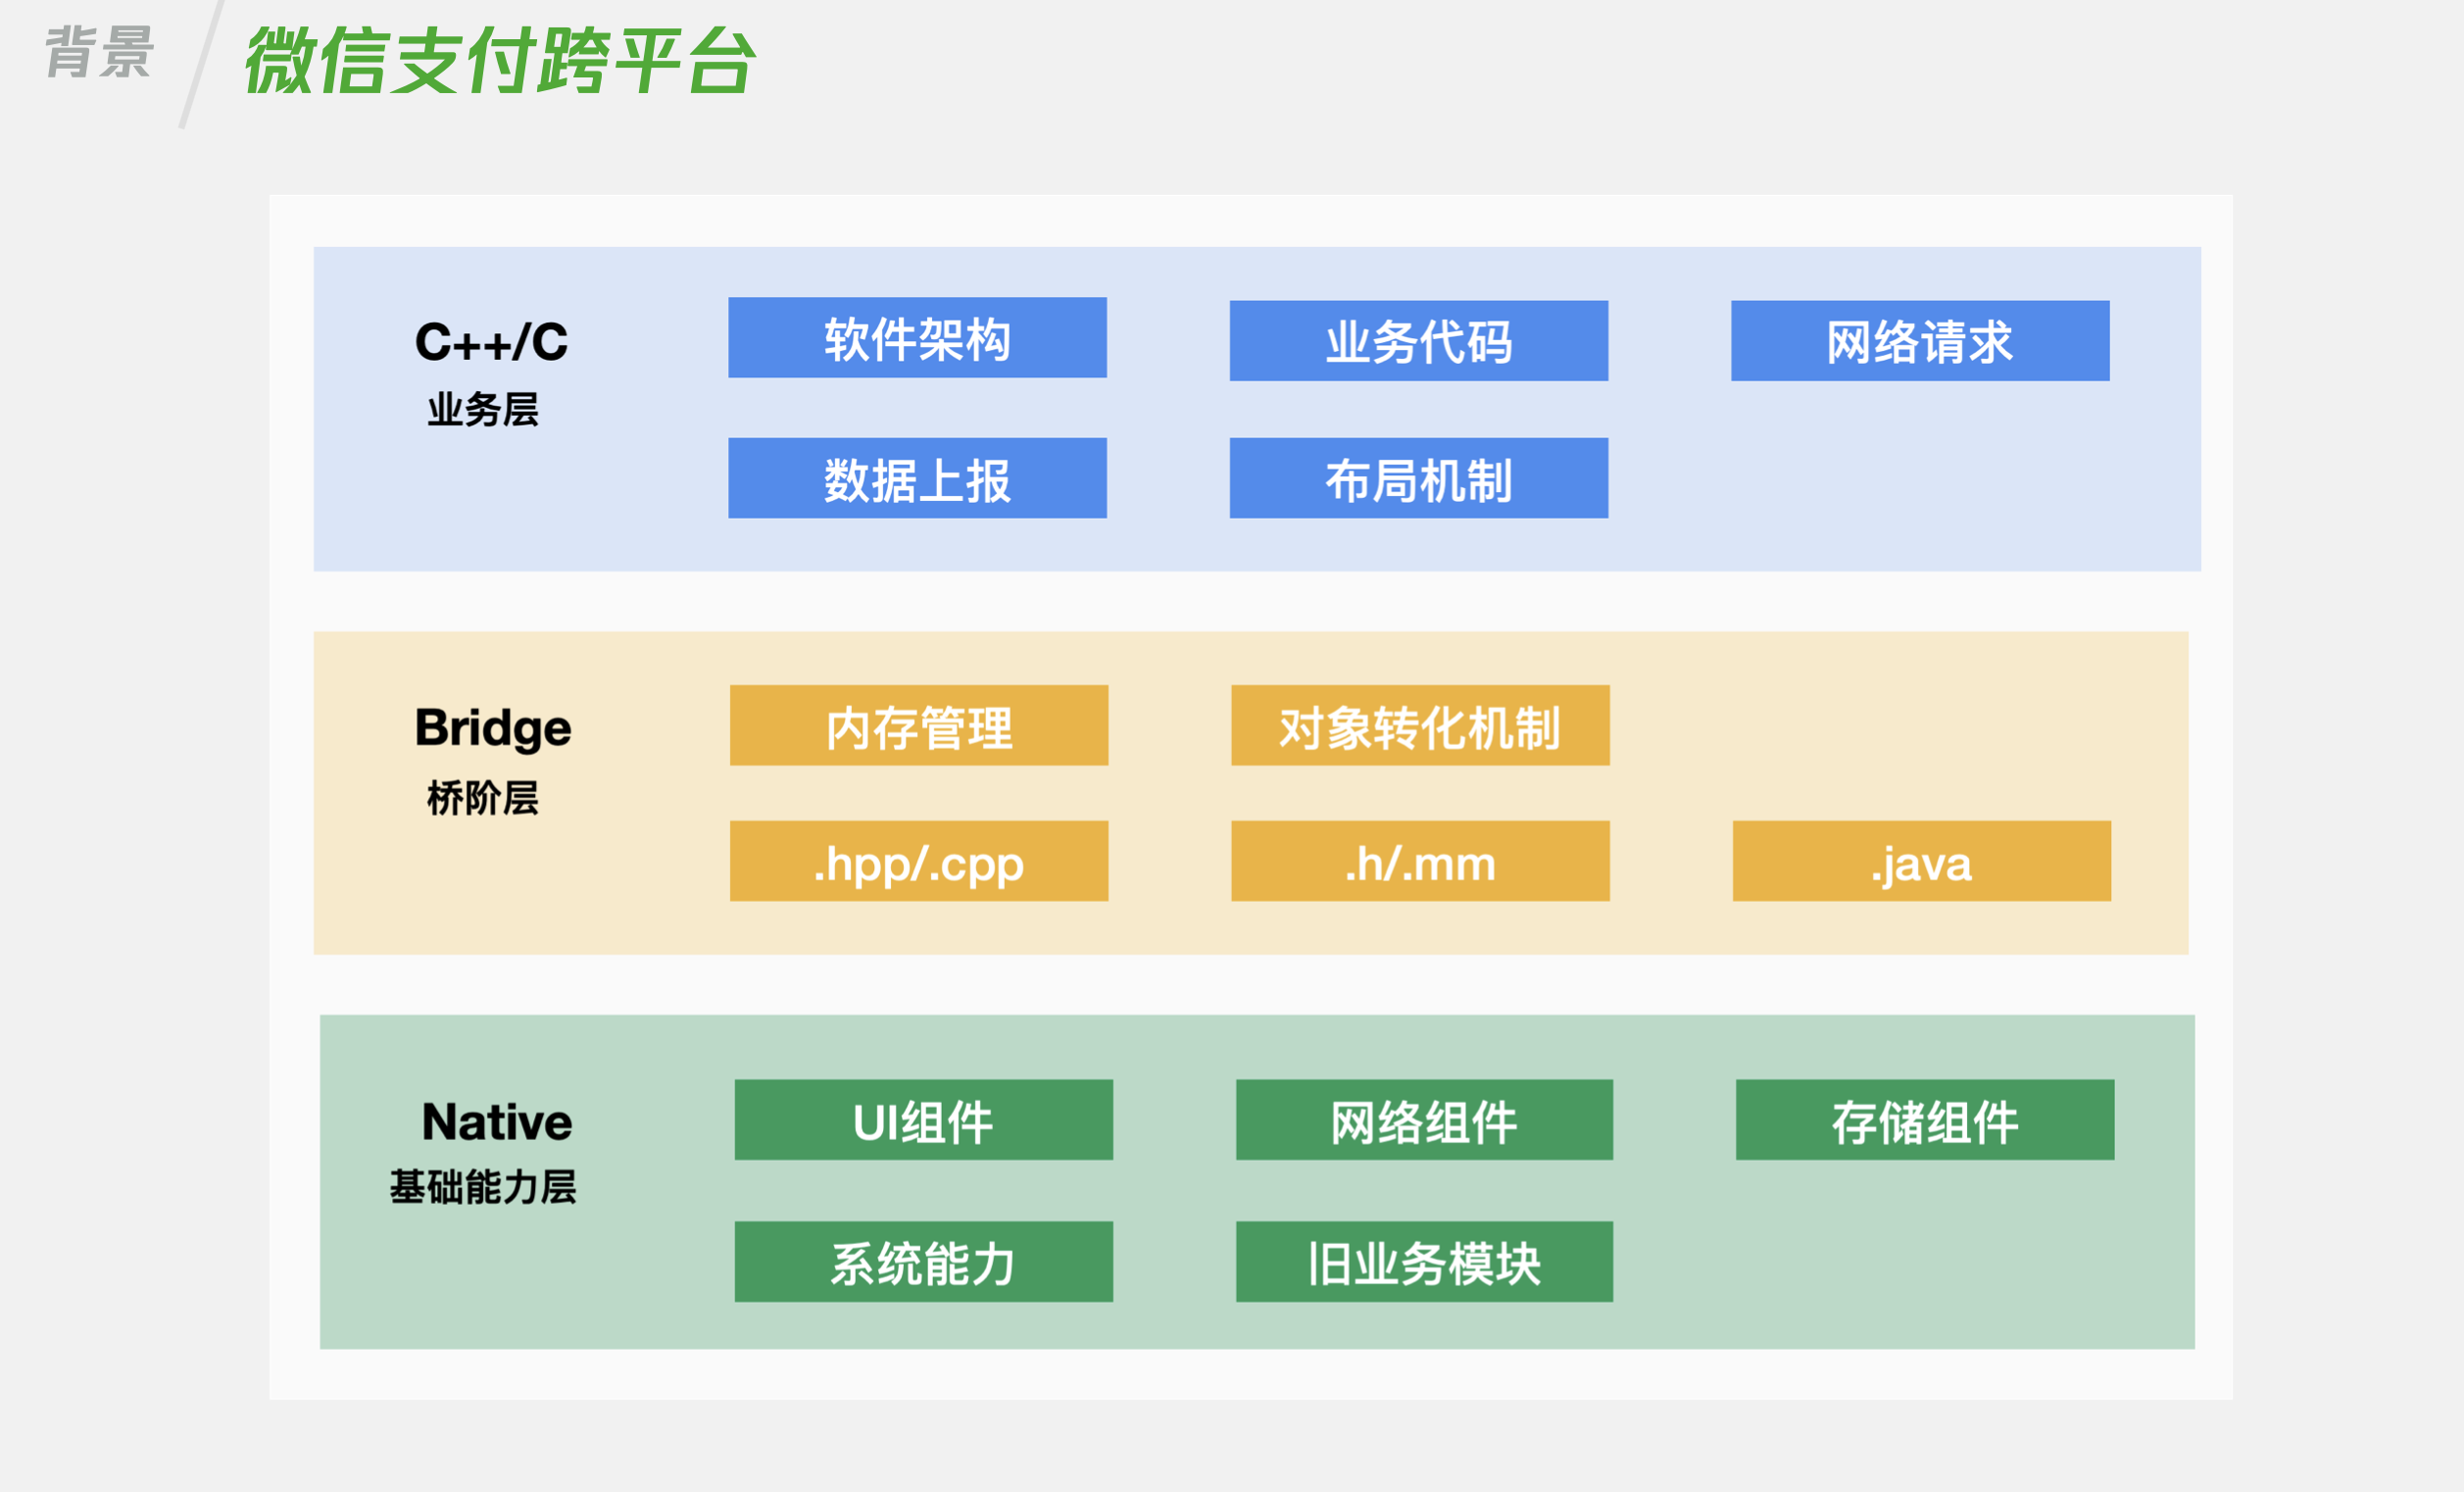 背景
微信支付跨平台
C++/C
业务层
软件架构
业务代码
网络请求
数据上报
布局机制
Bridge
桥阶层
内存管理
对象转化机制
.hpp/.cpp
.h/.mm
.java
Native
基础能力层
UI组件
网络组件
存储组件
系统能力
旧业务模块